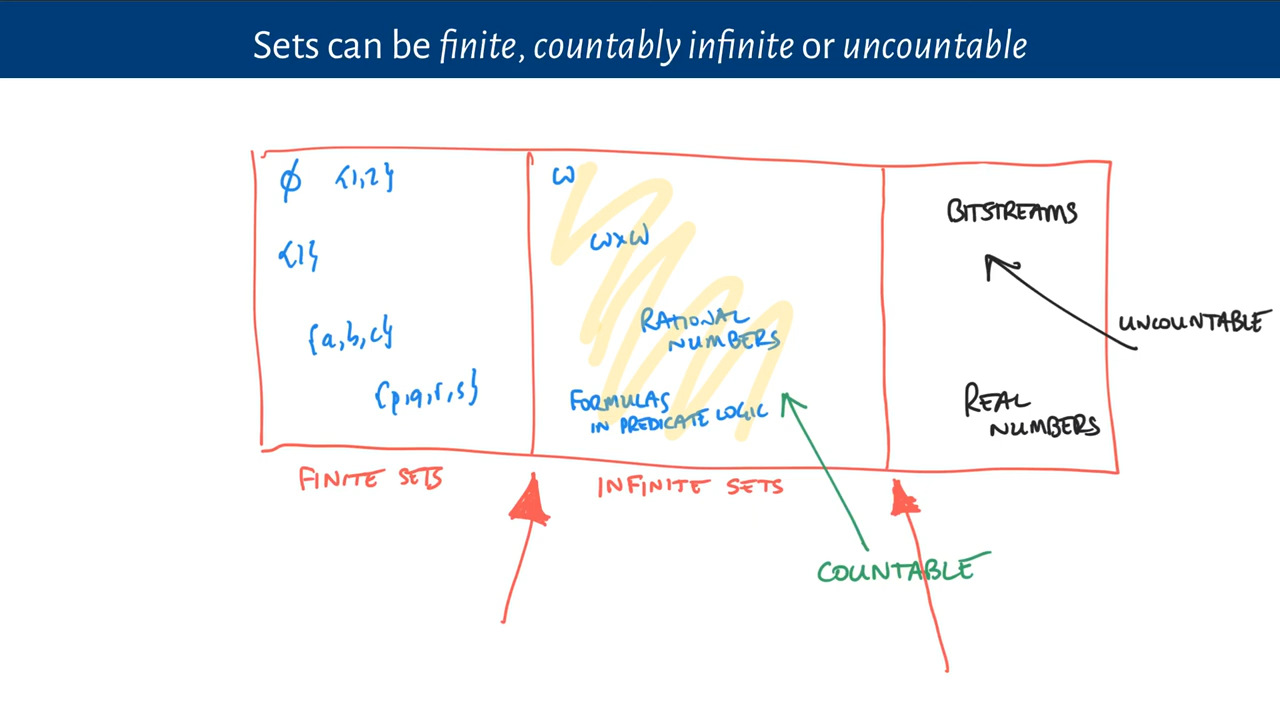 Sets can be finite, countably infinite or uncountable
ϕ {1,2}
{1}
{a,b,c}
{p,q,r,s}
FINITE SETS
ω
ω×ω
RATIONAL
NUMBERS
FORMULAS
IN PREDICATE LOGIC
INFINITE SETS
COUNTABLE
BITSTREAMS
UNCOUNTABLE
REAL
NUMBERS